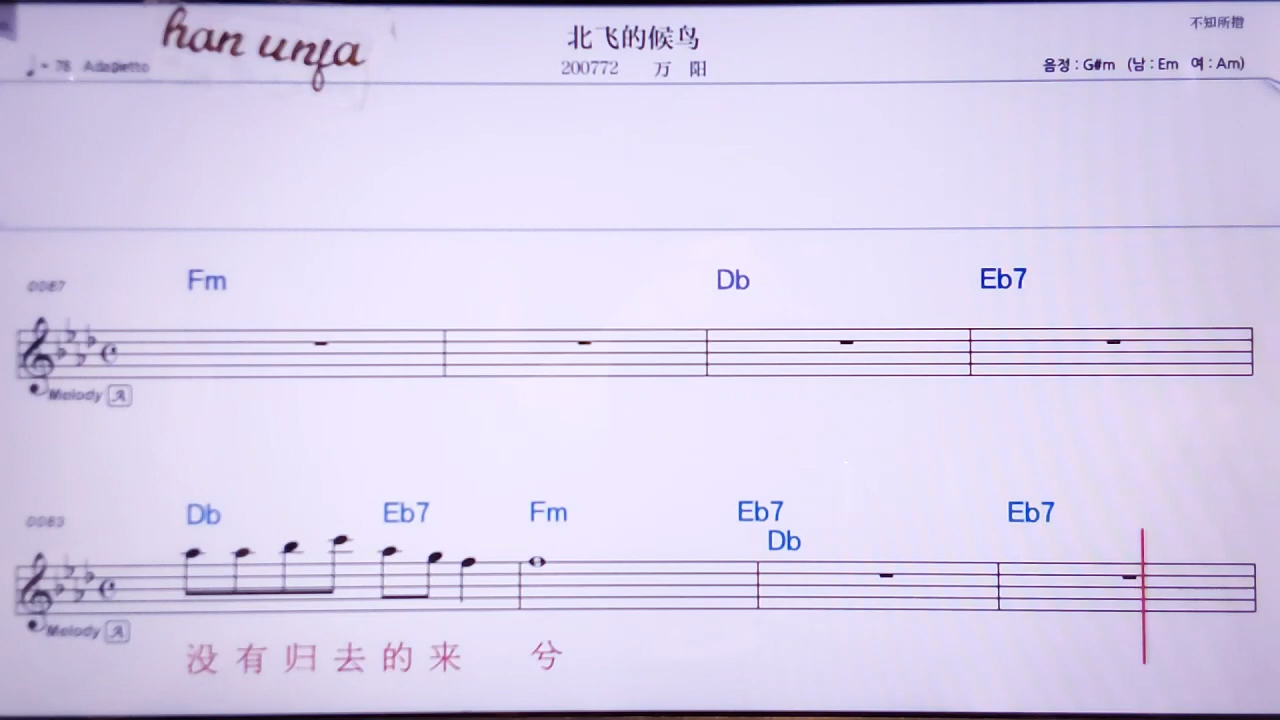 han unfa
北飞的候鸟
不知所措
♩= 78 Adagietto
200772 万 阳
음정 : G#m (남 : Em 여 : Am)
Fm Db Eb7
Melody A
Db Eb7 Fm Eb7 Eb7
Db
Melody A
没 有 归 去 的 来 兮